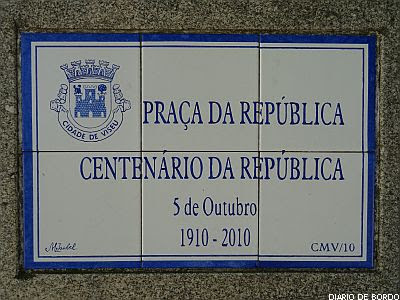 CIDADE DE VISEU
PRAÇA DA REPÚBLICA
CENTENÁRIO DA REPÚBLICA
5 de Outubro
1910 - 2010
CMV/10
DIARIO DE BORDO